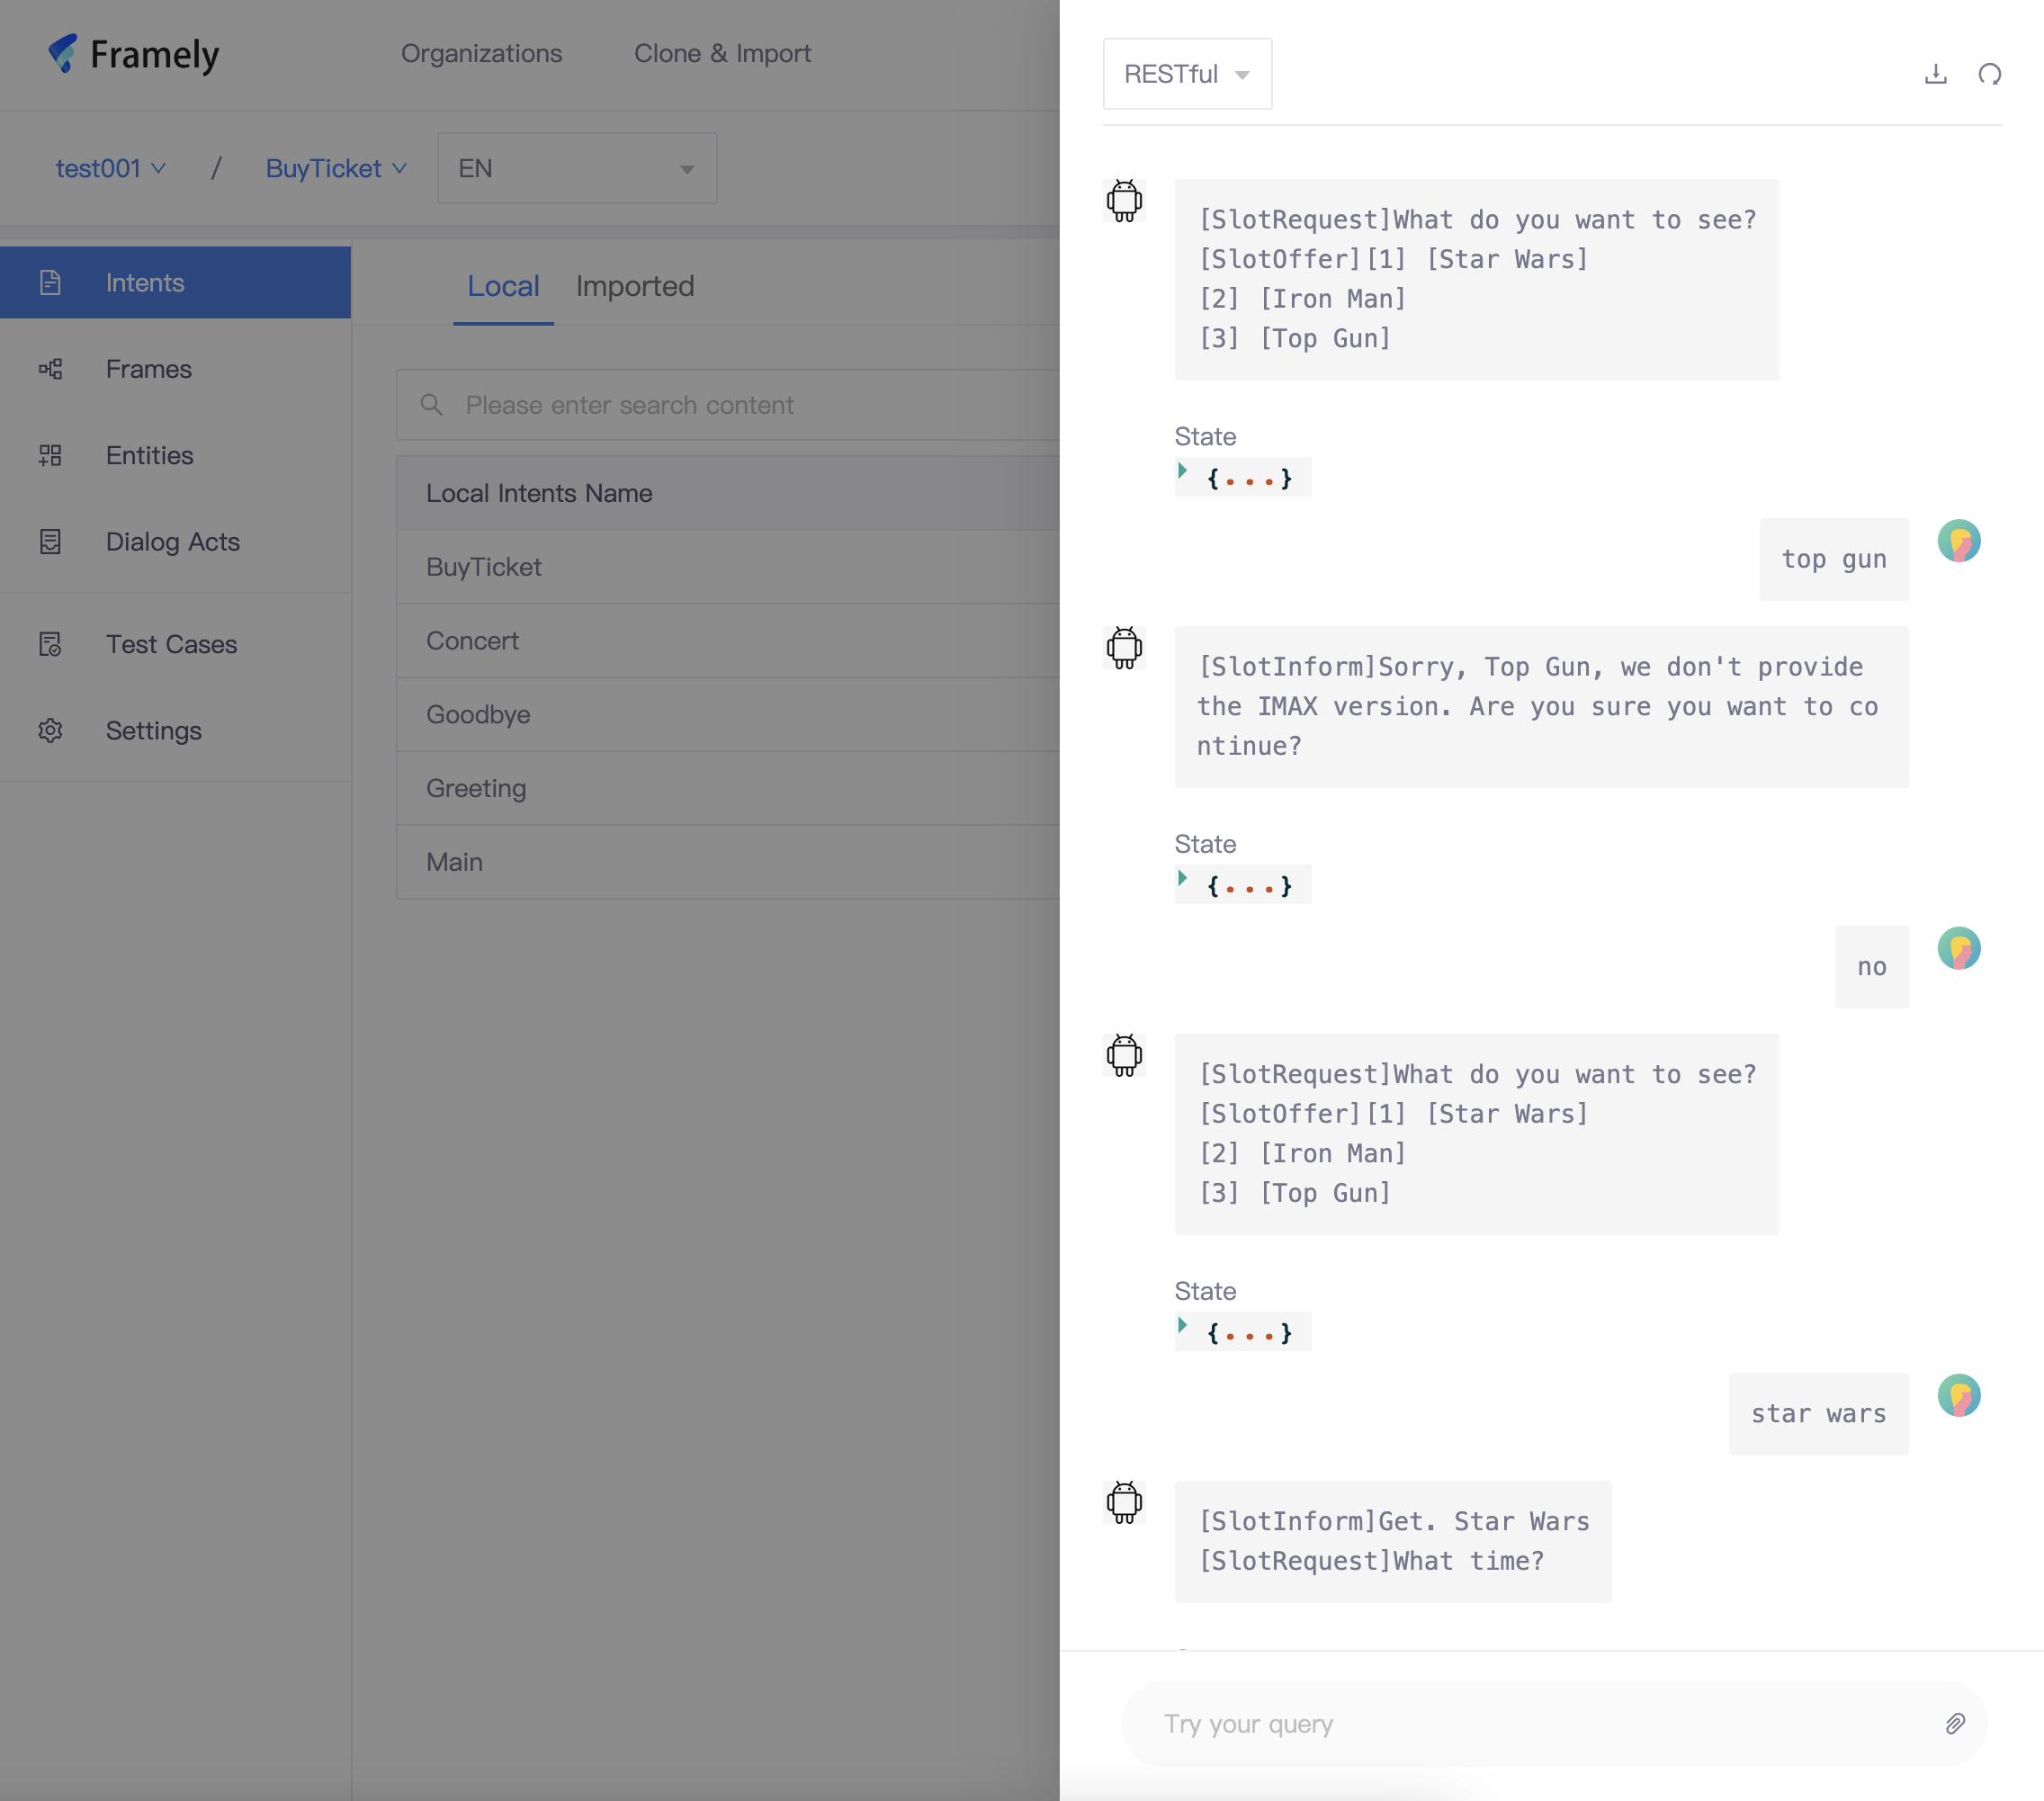 Framely
Organizations
Clone & Import
test001
/
BuyTicket
EN
Intents
Frames
Entities
Dialog Acts
Test Cases
Settings
Local
Imported
Please enter search content
Local Intents Name
BuyTicket
Concert
Goodbye
Greeting
Main
RESTful
[SlotRequest]What do you want to see?
[SlotOffer][1] [Star Wars]
[2] [Iron Man]
[3] [Top Gun]
State
{...}
top gun
[SlotInform]Sorry, Top Gun, we don't provide
the IMAX version. Are you sure you want to co
ntinue?
State
{...}
no
[SlotRequest]What do you want to see?
[SlotOffer][1] [Star Wars]
[2] [Iron Man]
[3] [Top Gun]
State
{...}
star wars
[SlotInform]Get. Star Wars
[SlotRequest]What time?
Try your query